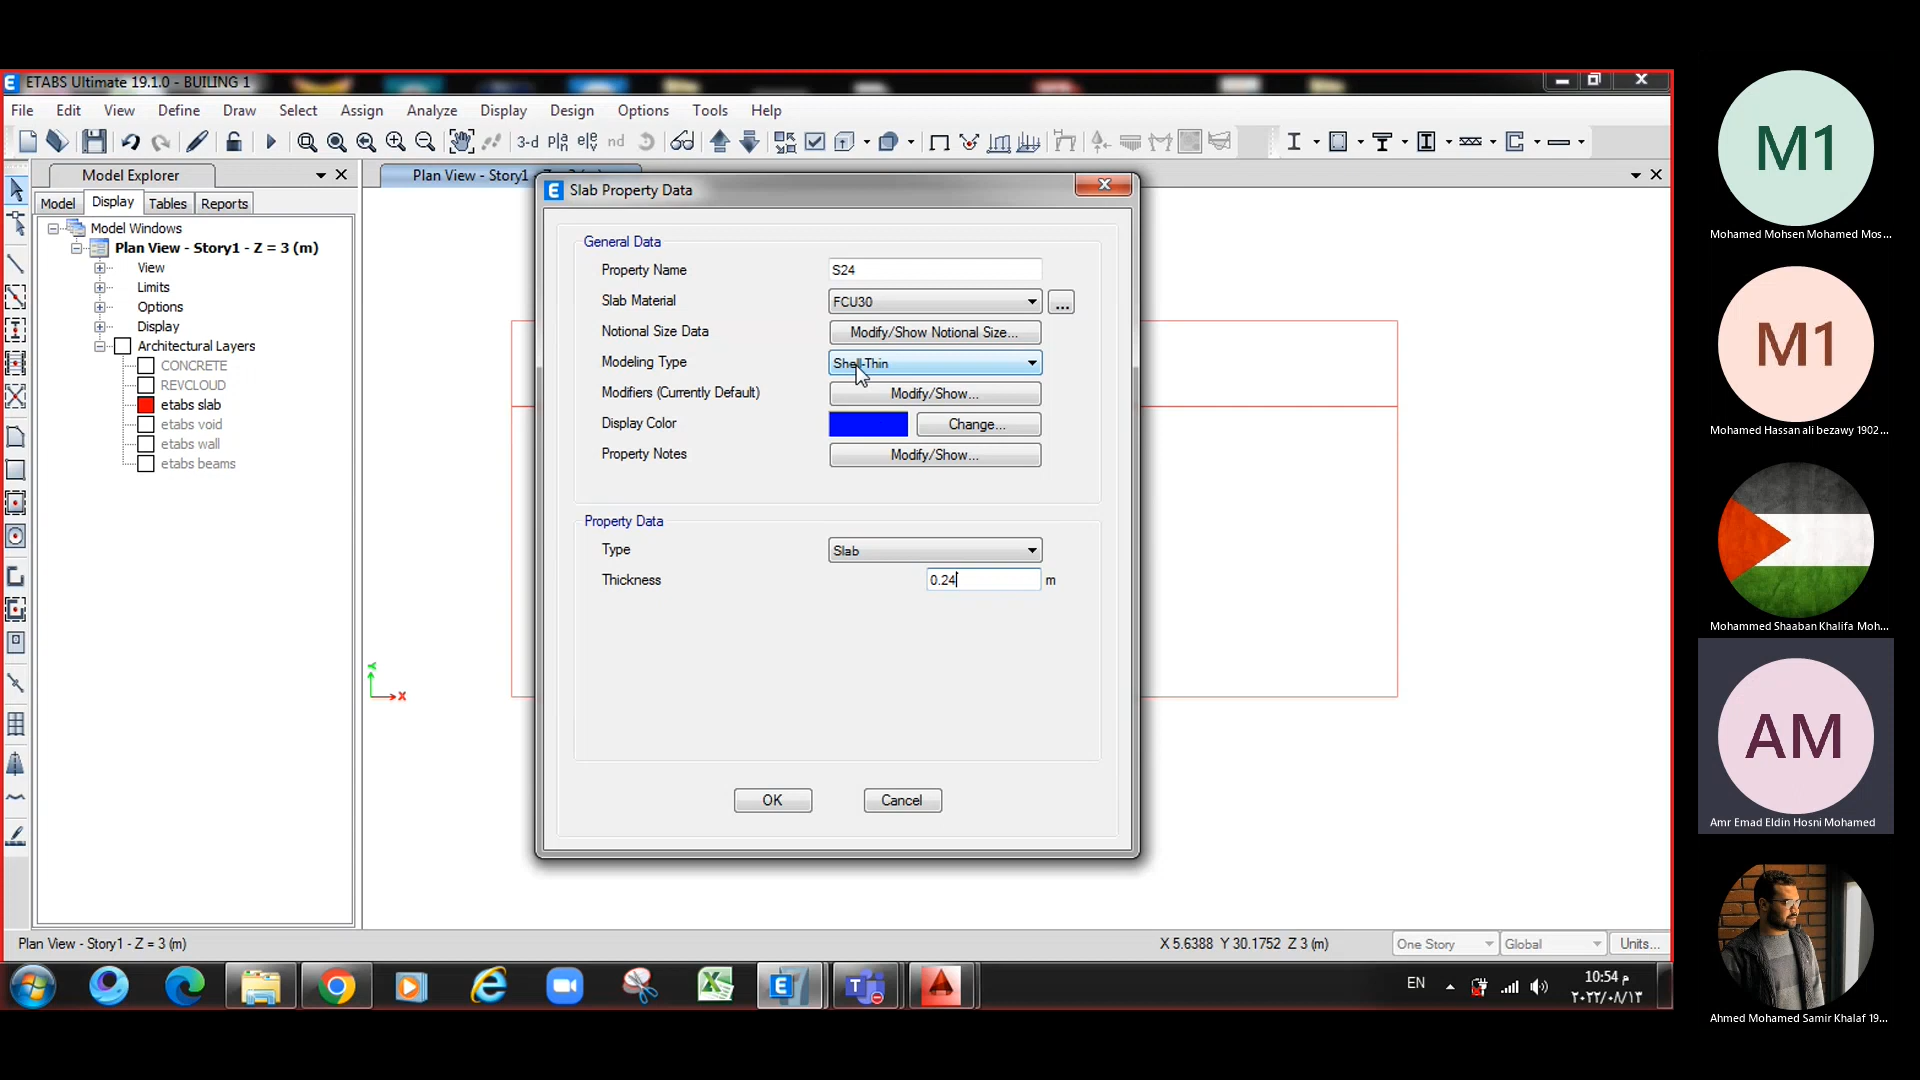 ETABS Ultimate 19.1.0 - BUILING 1
File Edit View Define Draw Select Assign Analyze Display Design Options Tools Help
3-d pla ele nd
Model Explorer
Plan View - Story1 - Z = 3 (m)
Model Display Tables Reports
Model Windows
Plan View - Story1 - Z = 3 (m)
View
Limits
Options
Display
Architectural Layers
CONCRETE
REVCLOUD
etabs slab
etabs void
etabs wall
etabs beams
Slab Property Data
General Data
Property Name S24
Slab Material FCU30 ...
Notional Size Data Modify/Show Notional Size...
Modeling Type Shell-Thin
Modifiers (Currently Default) Modify/Show...
Display Color Change...
Property Notes Modify/Show...
Property Data
Type Slab
Thickness 0.24 m
OK Cancel
Y
X
Plan View - Story1 - Z = 3 (m) X 5.6388 Y 30.1752 Z 3 (m) One Story Global Units...
EN
10:54 م
٢٠٢٢/٠٨/١٣
M1
Mohamed Mohsen Mohamed Mos...
M1
Mohamed Hassan ali bezawy 1902...
Mohammed Shaaban Khalifa Moh...
AM
Amr Emad Eldin Hosni Mohamed
Ahmed Mohamed Samir Khalaf 19...